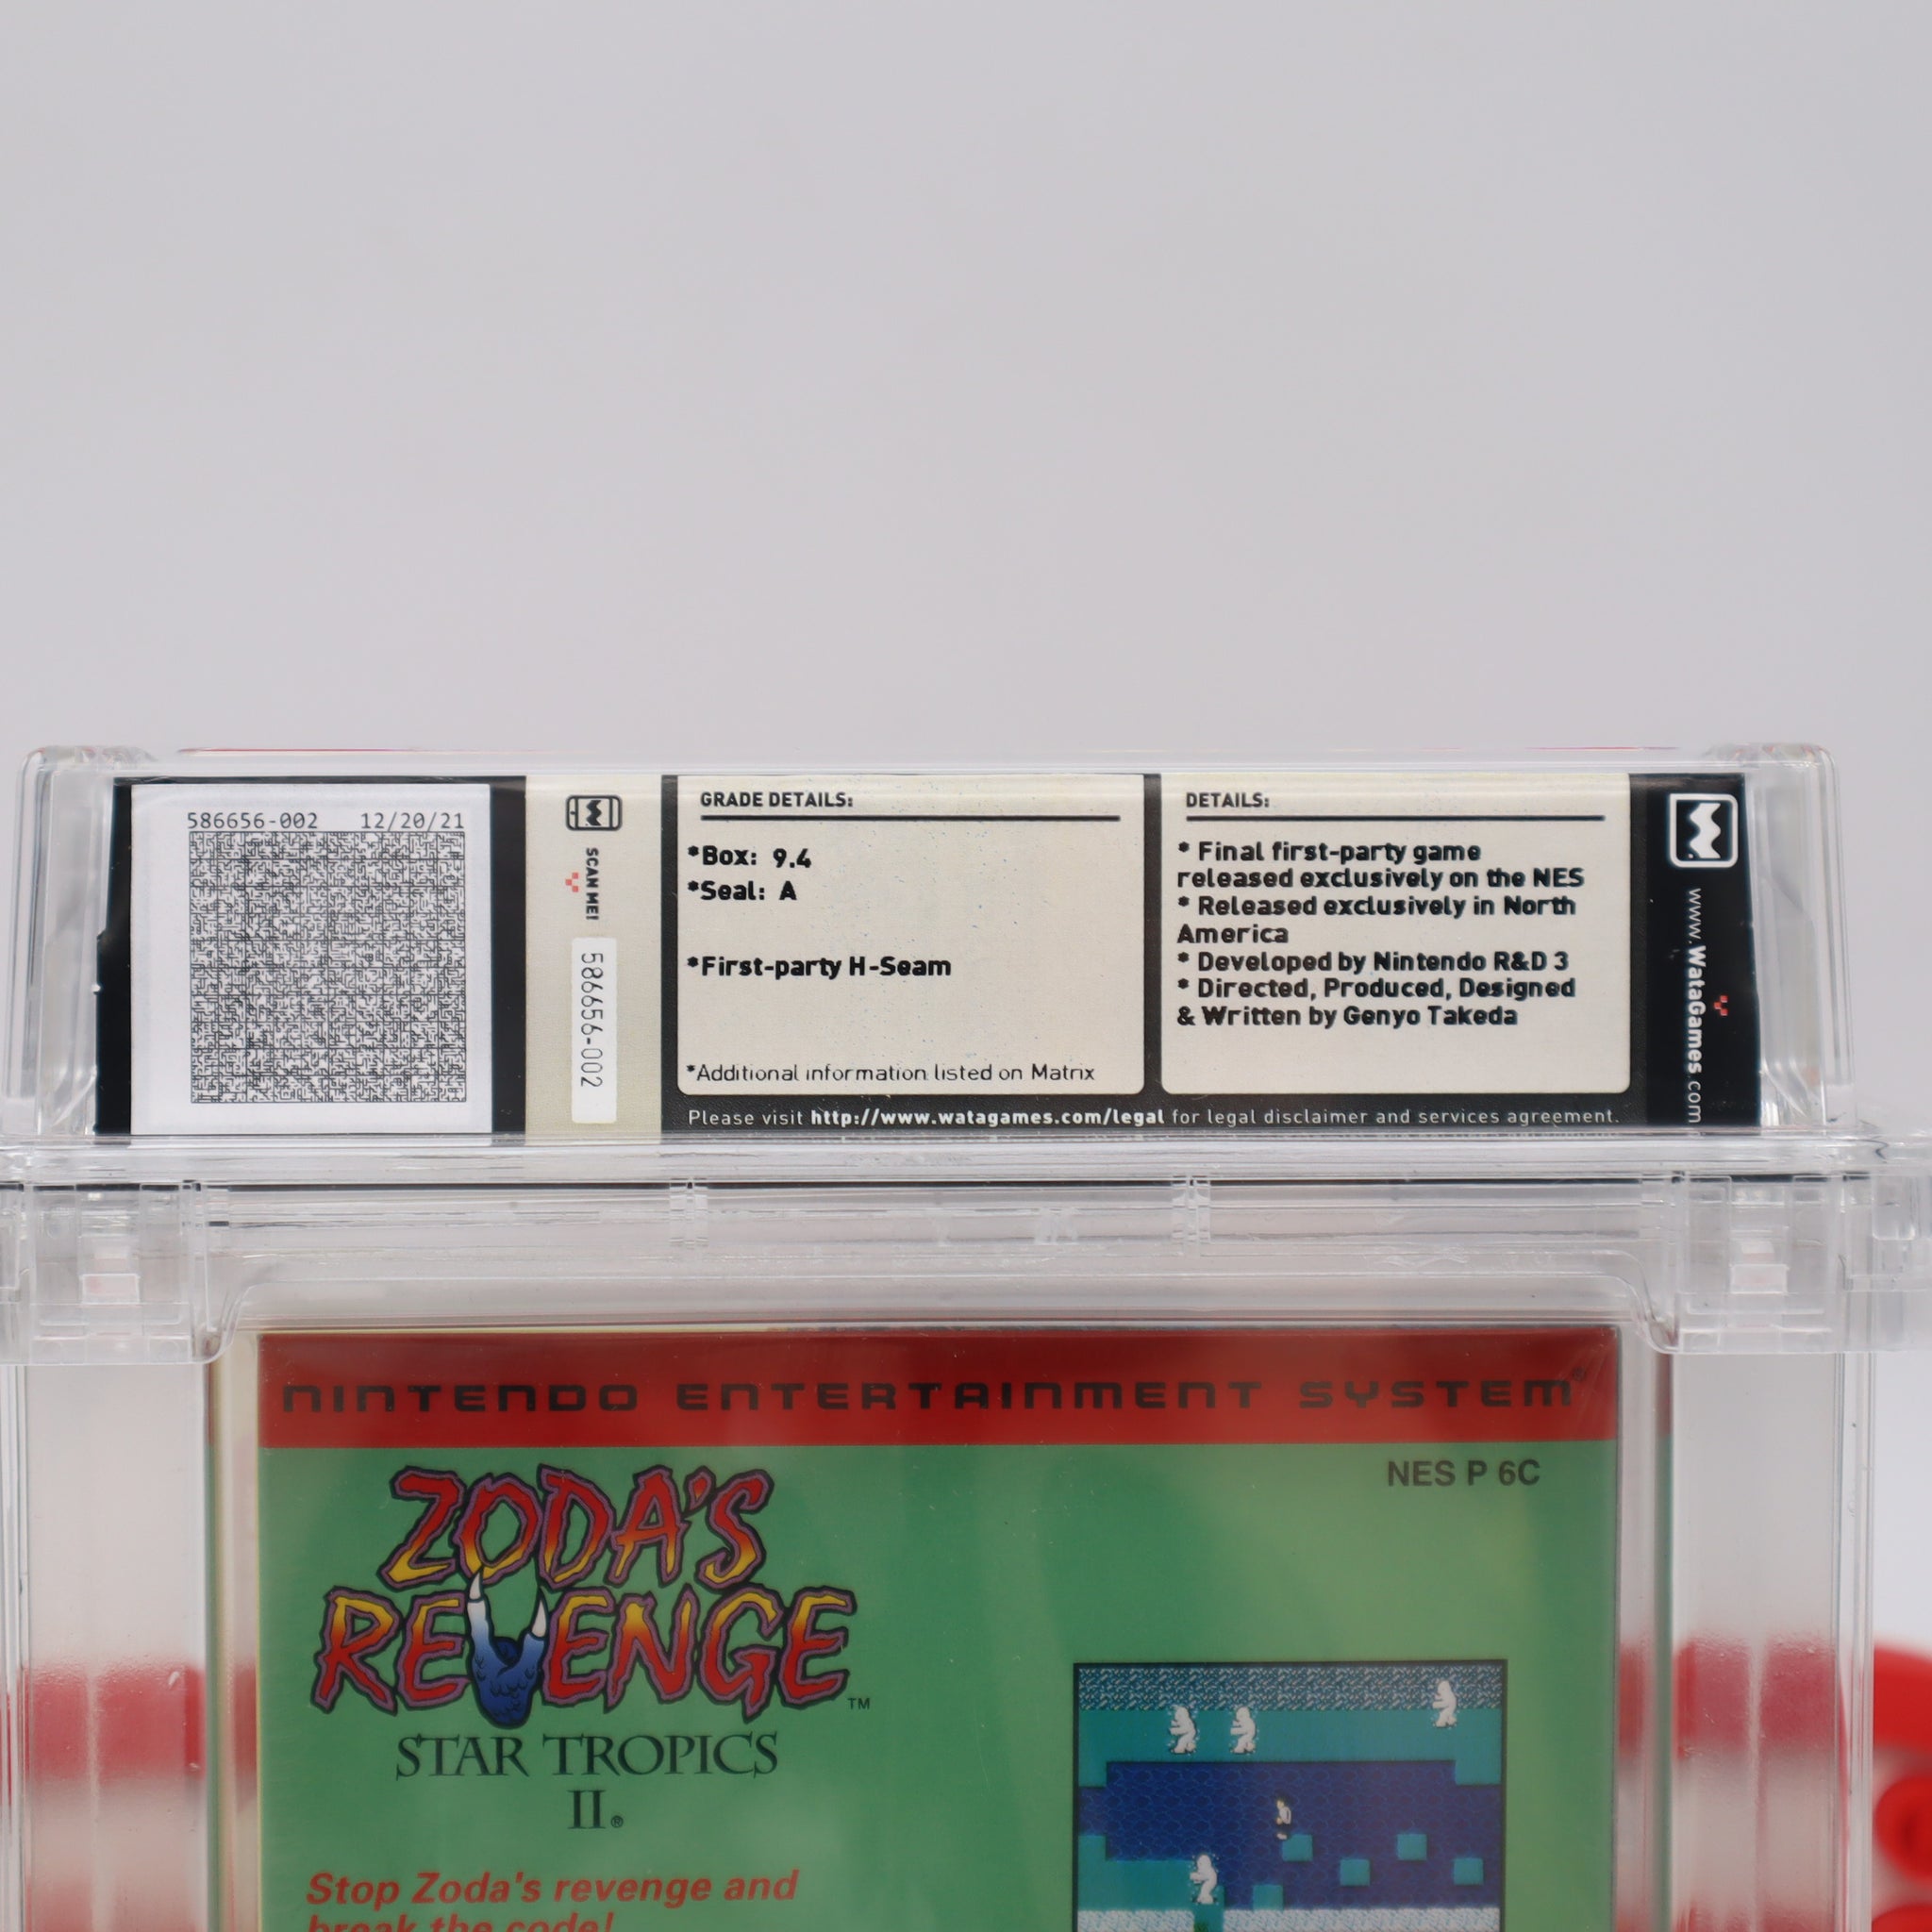 586656-002 12/20/21
SCAN ME!
586656-002
GRADE DETAILS:
*Box: 9.4
*Seal: A
*First-party H-Seam
*Additional information listed on Matrix
DETAILS:
* Final first-party game
released exclusively on the NES
* Released exclusively in North
America
* Developed by Nintendo R&D 3
* Directed, Produced, Designed
& Written by Genyo Takeda
www.WataGames.com
Please visit http://www.watagames.com/legal for legal disclaimer and services agreement.
NINTENDO ENTERTAINMENT SYSTEM®
NES P 6C
ZODA'S
REVENGE™
STAR TROPICS
II®
Stop Zoda's revenge and
break the code!